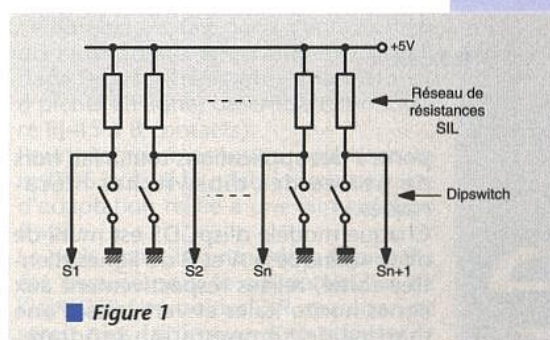 +5V
Réseau de
résistances
SIL
Dipswitch
S1 S2 Sn Sn+1
Figure 1